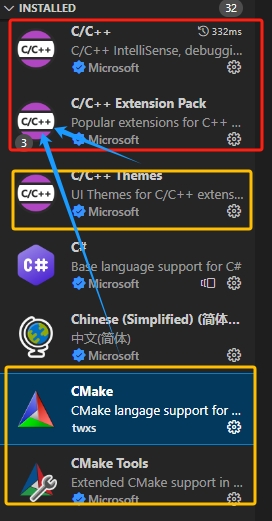 INSTALLED 32
C/C++ 332ms
C/C++ C/C++ IntelliSense, debuggi...
Microsoft
C/C++ Extension Pack
C/C++ Popular extensions for C++ ...
3 Microsoft
C/C++ Themes
C/C++ UI Themes for C/C++ extens...
Microsoft
C#
C# Base language support for C#
Microsoft
Chinese (Simplified) (简体...
中文(简体)
Microsoft
CMake
CMake langage support for ...
twxs
CMake Tools
Extended CMake support in ...
Microsoft